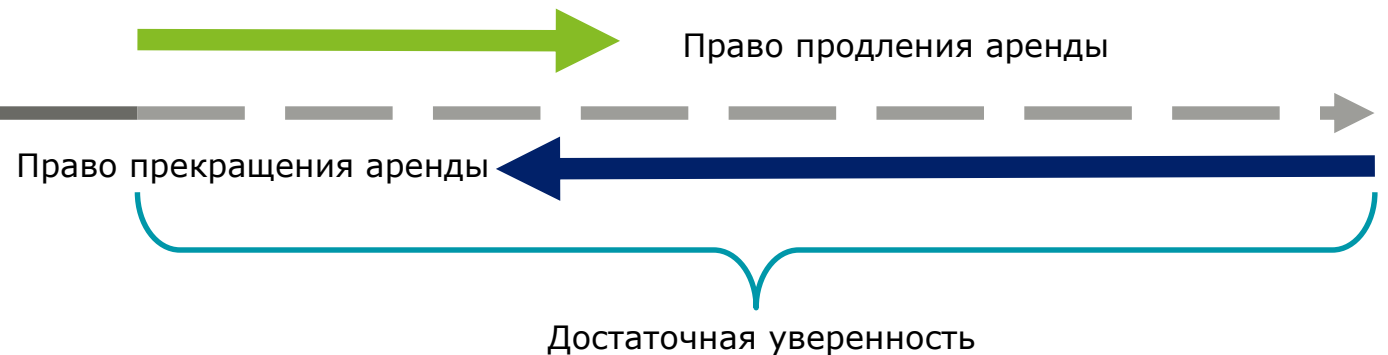 Право продления аренды
Право прекращения аренды
Достаточная уверенность